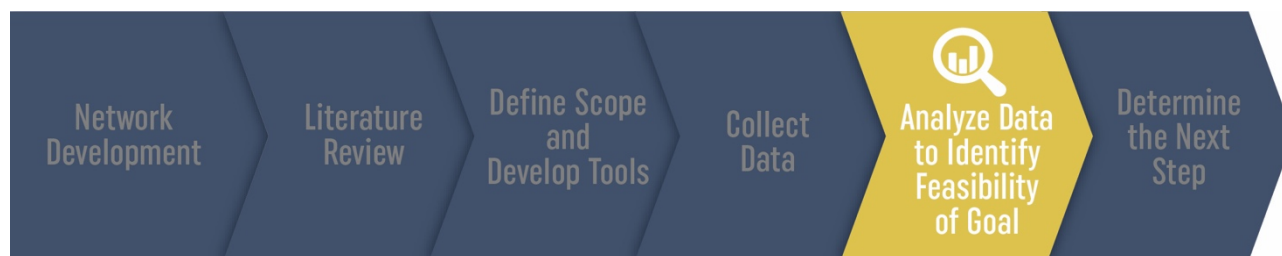 Network
Development
Literature
Review
Define Scope
and
Develop Tools
Collect
Data
Analyze Data
to Identify
Feasibility
of Goal
Determine
the Next
Step